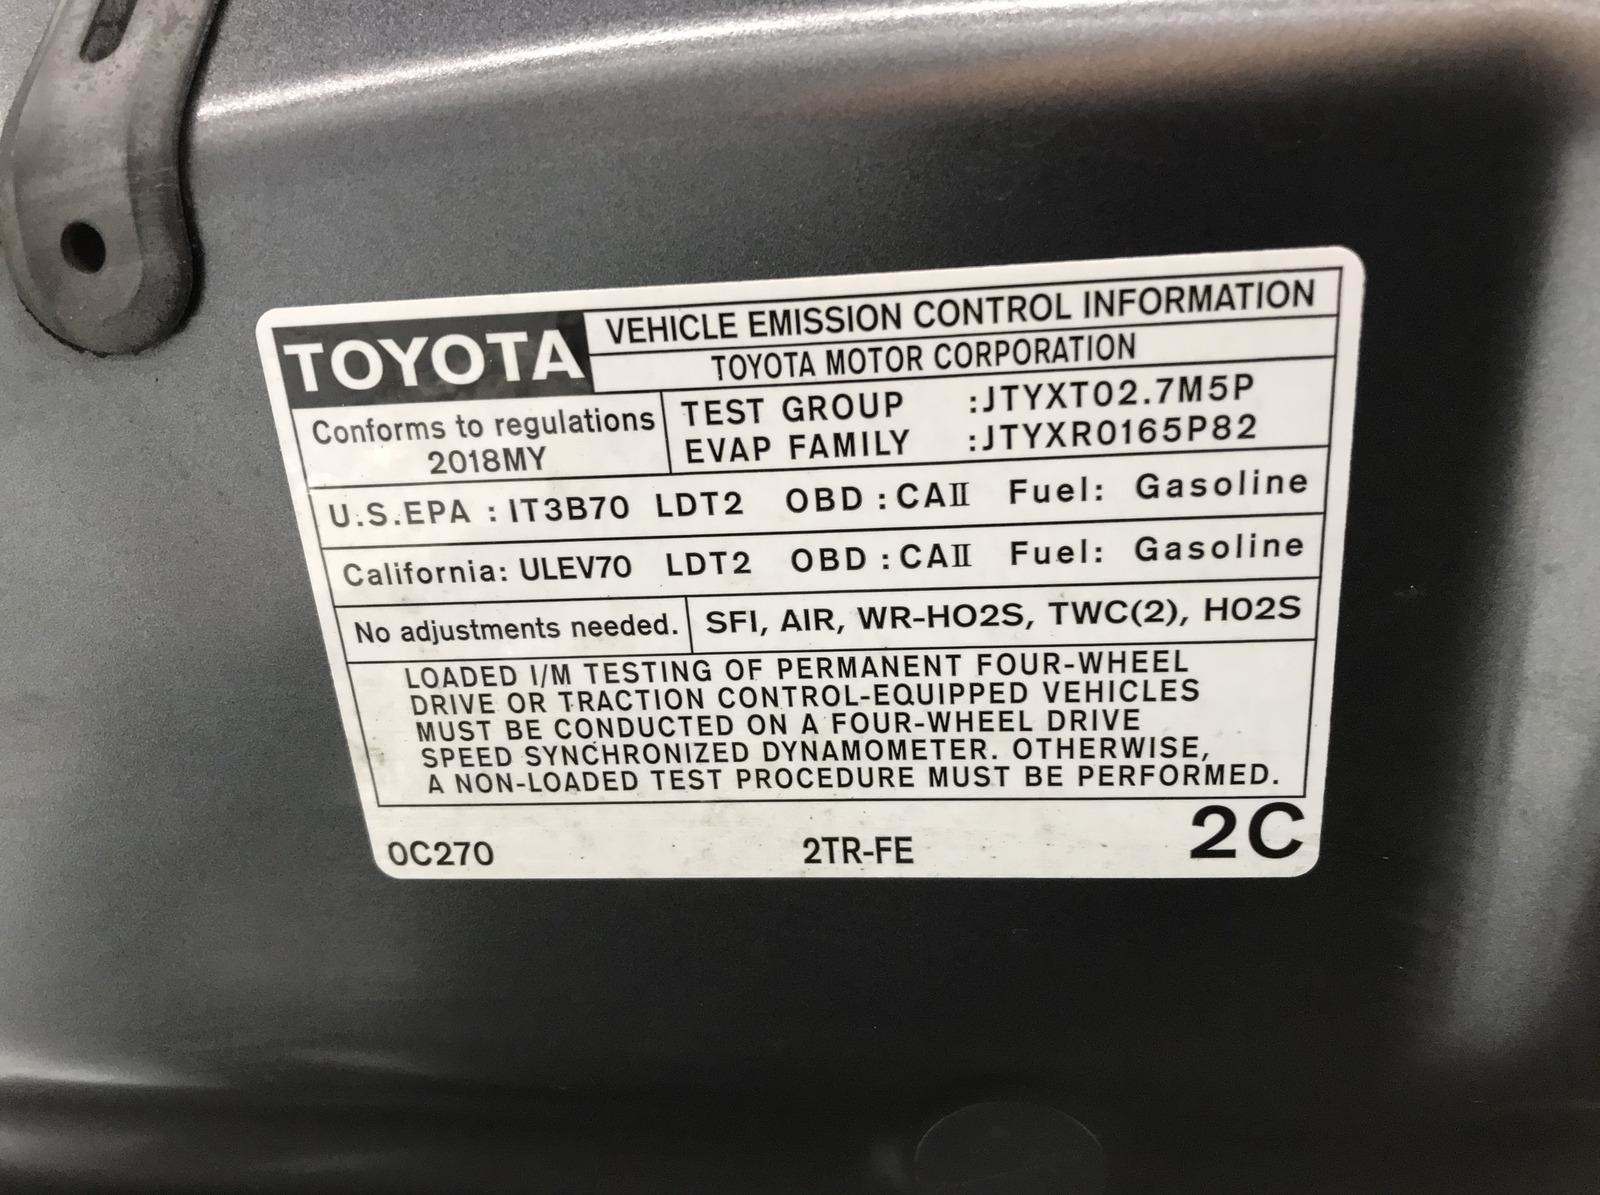 TOYOTA
VEHICLE EMISSION CONTROL INFORMATION
TOYOTA MOTOR CORPORATION
Conforms to regulations
2018MY
TEST GROUP :JTYXT02.7M5P
EVAP FAMILY :JTYXR0165P82
U.S.EPA : IT3B70 LDT2 OBD : CAII Fuel: Gasoline
California: ULEV70 LDT2 OBD : CAII Fuel: Gasoline
No adjustments needed.
SFI, AIR, WR-HO2S, TWC(2), HO2S
LOADED I/M TESTING OF PERMANENT FOUR-WHEEL
DRIVE OR TRACTION CONTROL-EQUIPPED VEHICLES
MUST BE CONDUCTED ON A FOUR-WHEEL DRIVE
SPEED SYNCHRONIZED DYNAMOMETER. OTHERWISE,
A NON-LOADED TEST PROCEDURE MUST BE PERFORMED.
0C270 2TR-FE 2C